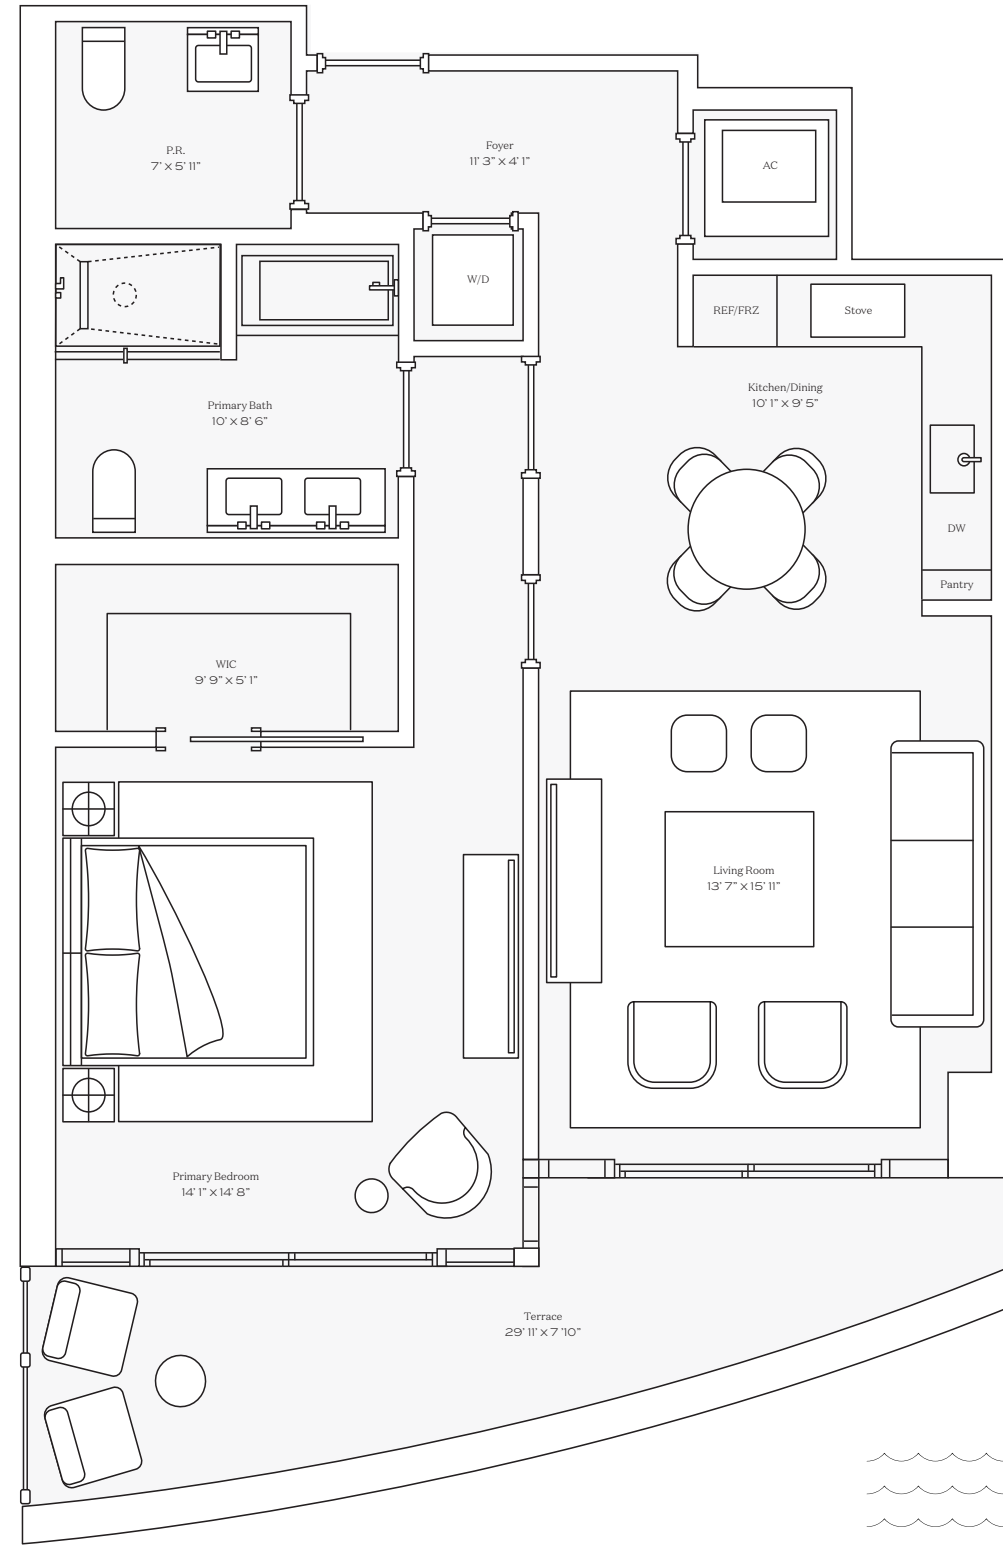 P.R.
7’ x 5’ 11”
Foyer
11’ 3” x 4’ 1”
AC
W/D
REF/FRZ
Stove
Kitchen/Dining
10’ 1” x 9’ 5”
Primary Bath
10’ x 8’ 6”
DW
Pantry
WIC
9’ 9” x 5’ 1”
Living Room
13’ 7” x 15’ 11”
Primary Bedroom
14’ 1” x 14’ 8”
Terrace
29’ 11’ x 7 ’10”